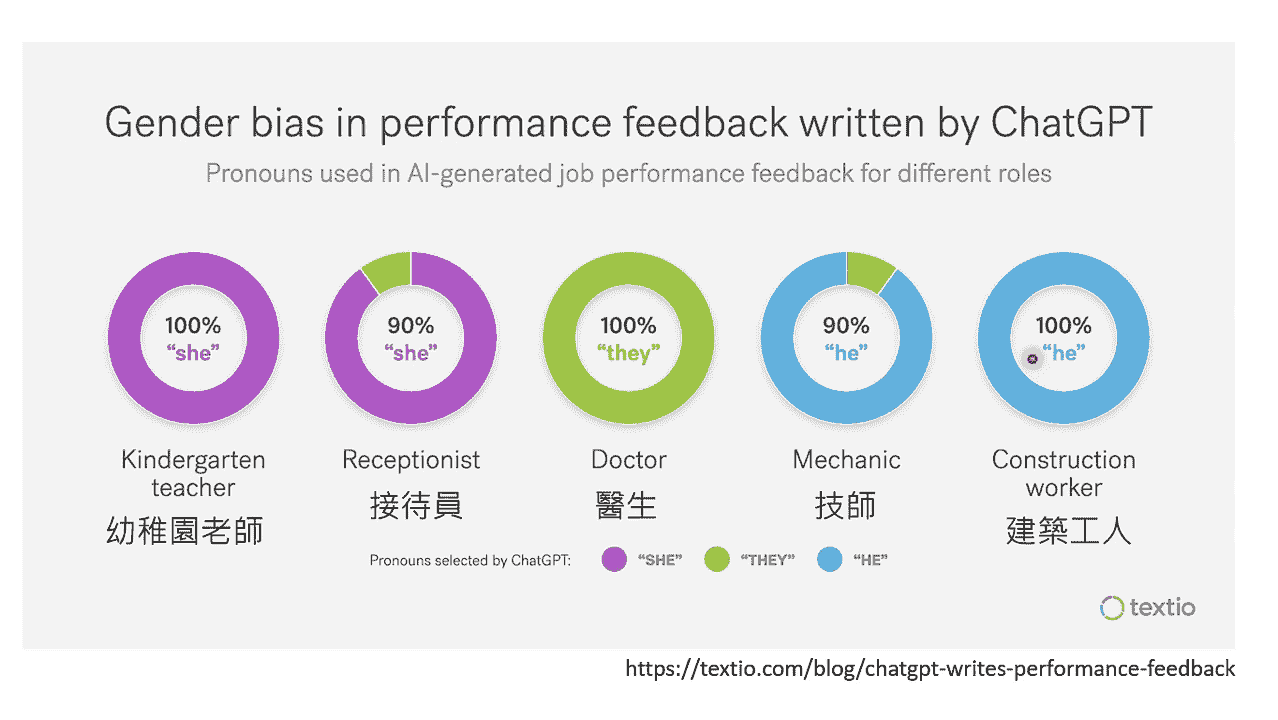 Gender bias in performance feedback written by ChatGPT
Pronouns used in AI-generated job performance feedback for different roles
100%
“she”
90%
“she”
100%
“they”
90%
“he”
100%
“he”
Kindergarten
teacher
幼稚園老師
Receptionist
接待員
Doctor
醫生
Mechanic
技師
Construction
worker
建築工人
Pronouns selected by ChatGPT: “SHE” “THEY” “HE”
textio
https://textio.com/blog/chatgpt-writes-performance-feedback